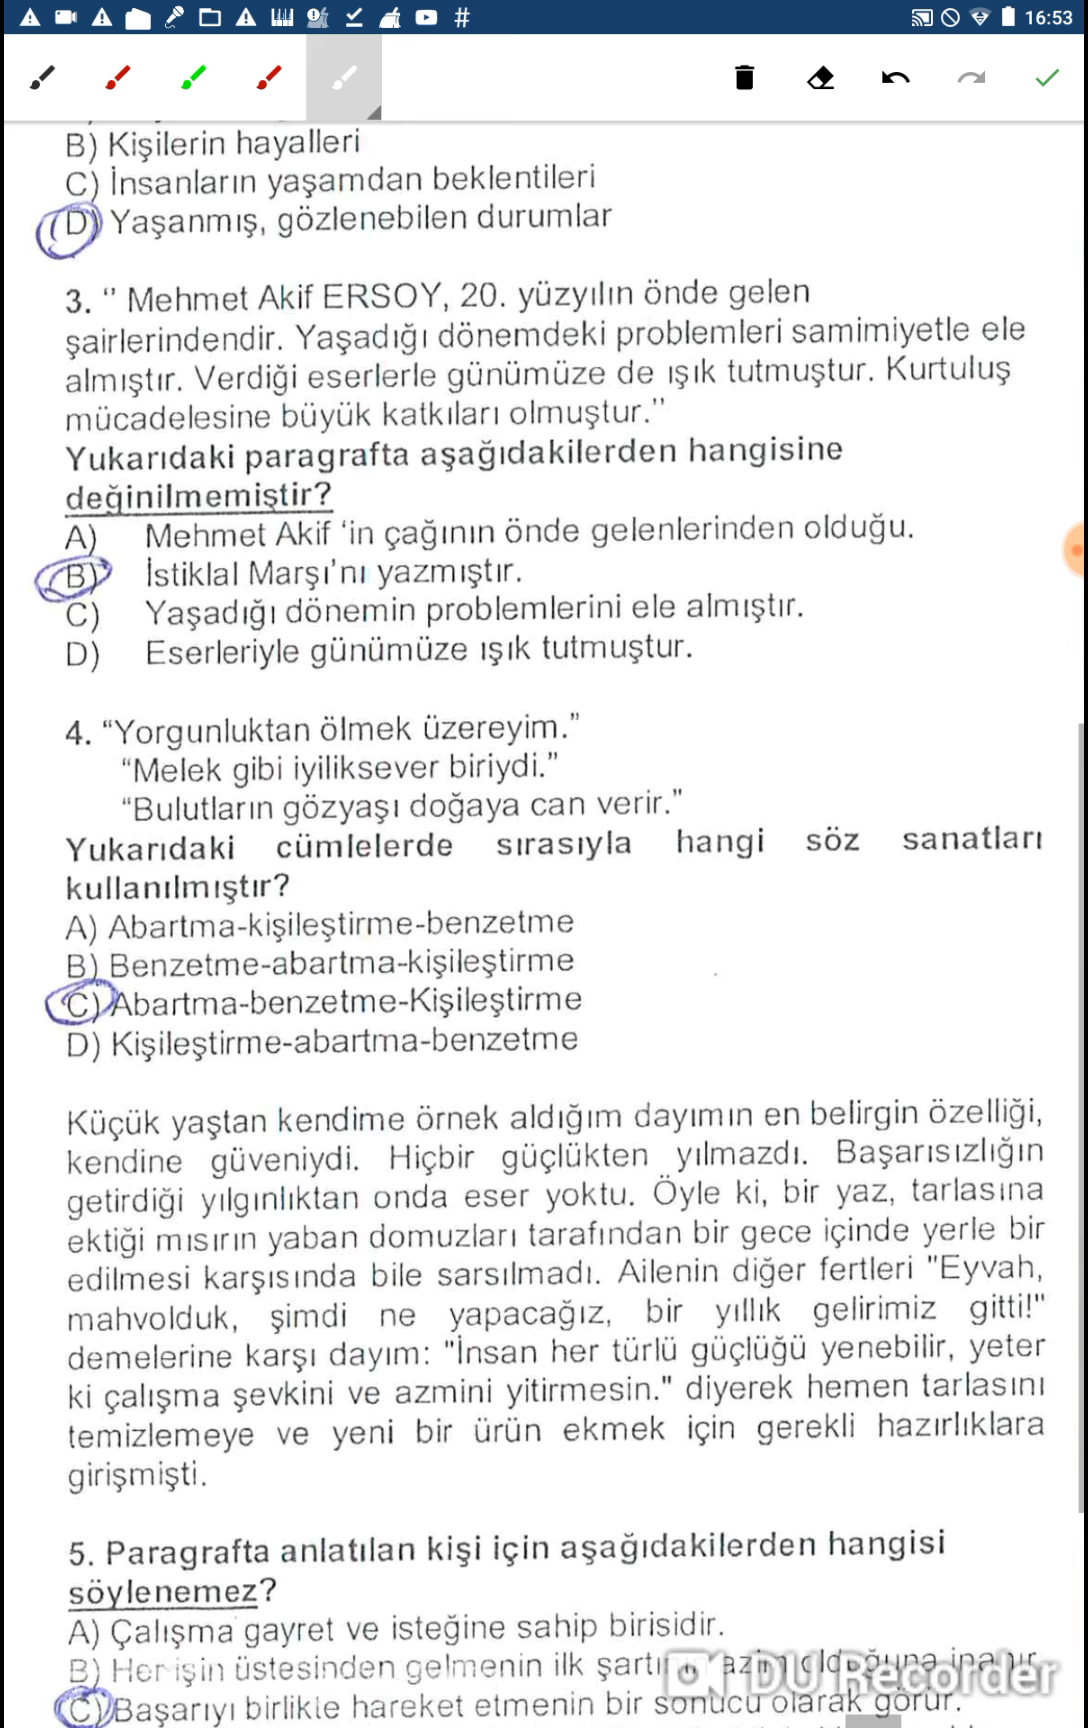 16:53
B) Kişilerin hayalleri
C) İnsanların yaşamdan beklentileri
D) Yaşanmış, gözlenebilen durumlar
3. " Mehmet Akif ERSOY, 20. yüzyılın önde gelen
şairlerindendir. Yaşadığı dönemdeki problemleri samimiyetle ele
almıştır. Verdiği eserlerle günümüze de ışık tutmuştur. Kurtuluş
mücadelesine büyük katkıları olmuştur."
Yukarıdaki paragrafta aşağıdakilerden hangisine
değinilmemiştir?
A) Mehmet Akif 'in çağının önde gelenlerinden olduğu.
B) İstiklal Marşı'nı yazmıştır.
C) Yaşadığı dönemin problemlerini ele almıştır.
D) Eserleriyle günümüze ışık tutmuştur.
4. "Yorgunluktan ölmek üzereyim."
"Melek gibi iyiliksever biriydi."
"Bulutların gözyaşı doğaya can verir."
Yukarıdaki cümlelerde sırasıyla hangi söz sanatları
kullanılmıştır?
A) Abartma-kişileştirme-benzetme
B) Benzetme-abartma-kişileştirme
C) Abartma-benzetme-Kişileştirme
D) Kişileştirme-abartma-benzetme
Küçük yaştan kendime örnek aldığım dayımın en belirgin özelliği,
kendine güveniydi. Hiçbir güçlükten yılmazdı. Başarısızlığın
getirdiği yılgınlıktan onda eser yoktu. Öyle ki, bir yaz, tarlasına
ektiği mısırın yaban domuzları tarafından bir gece içinde yerle bir
edilmesi karşısında bile sarsılmadı. Ailenin diğer fertleri "Eyvah,
mahvolduk, şimdi ne yapacağız, bir yıllık gelirimiz gitti!"
demelerine karşı dayım: "İnsan her türlü güçlüğü yenebilir, yeter
ki çalışma şevkini ve azmini yitirmesin." diyerek hemen tarlasını
temizlemeye ve yeni bir ürün ekmek için gerekli hazırlıklara
girişmişti.
5. Paragrafta anlatılan kişi için aşağıdakilerden hangisi
söylenemez?
A) Çalışma gayret ve isteğine sahip birisidir.
B) Her işin üstesinden gelmenin ilk şartının azim olduğuna inanır.
DU Recorder
C) Başarıyı birlikte hareket etmenin bir sonucu olarak görür.